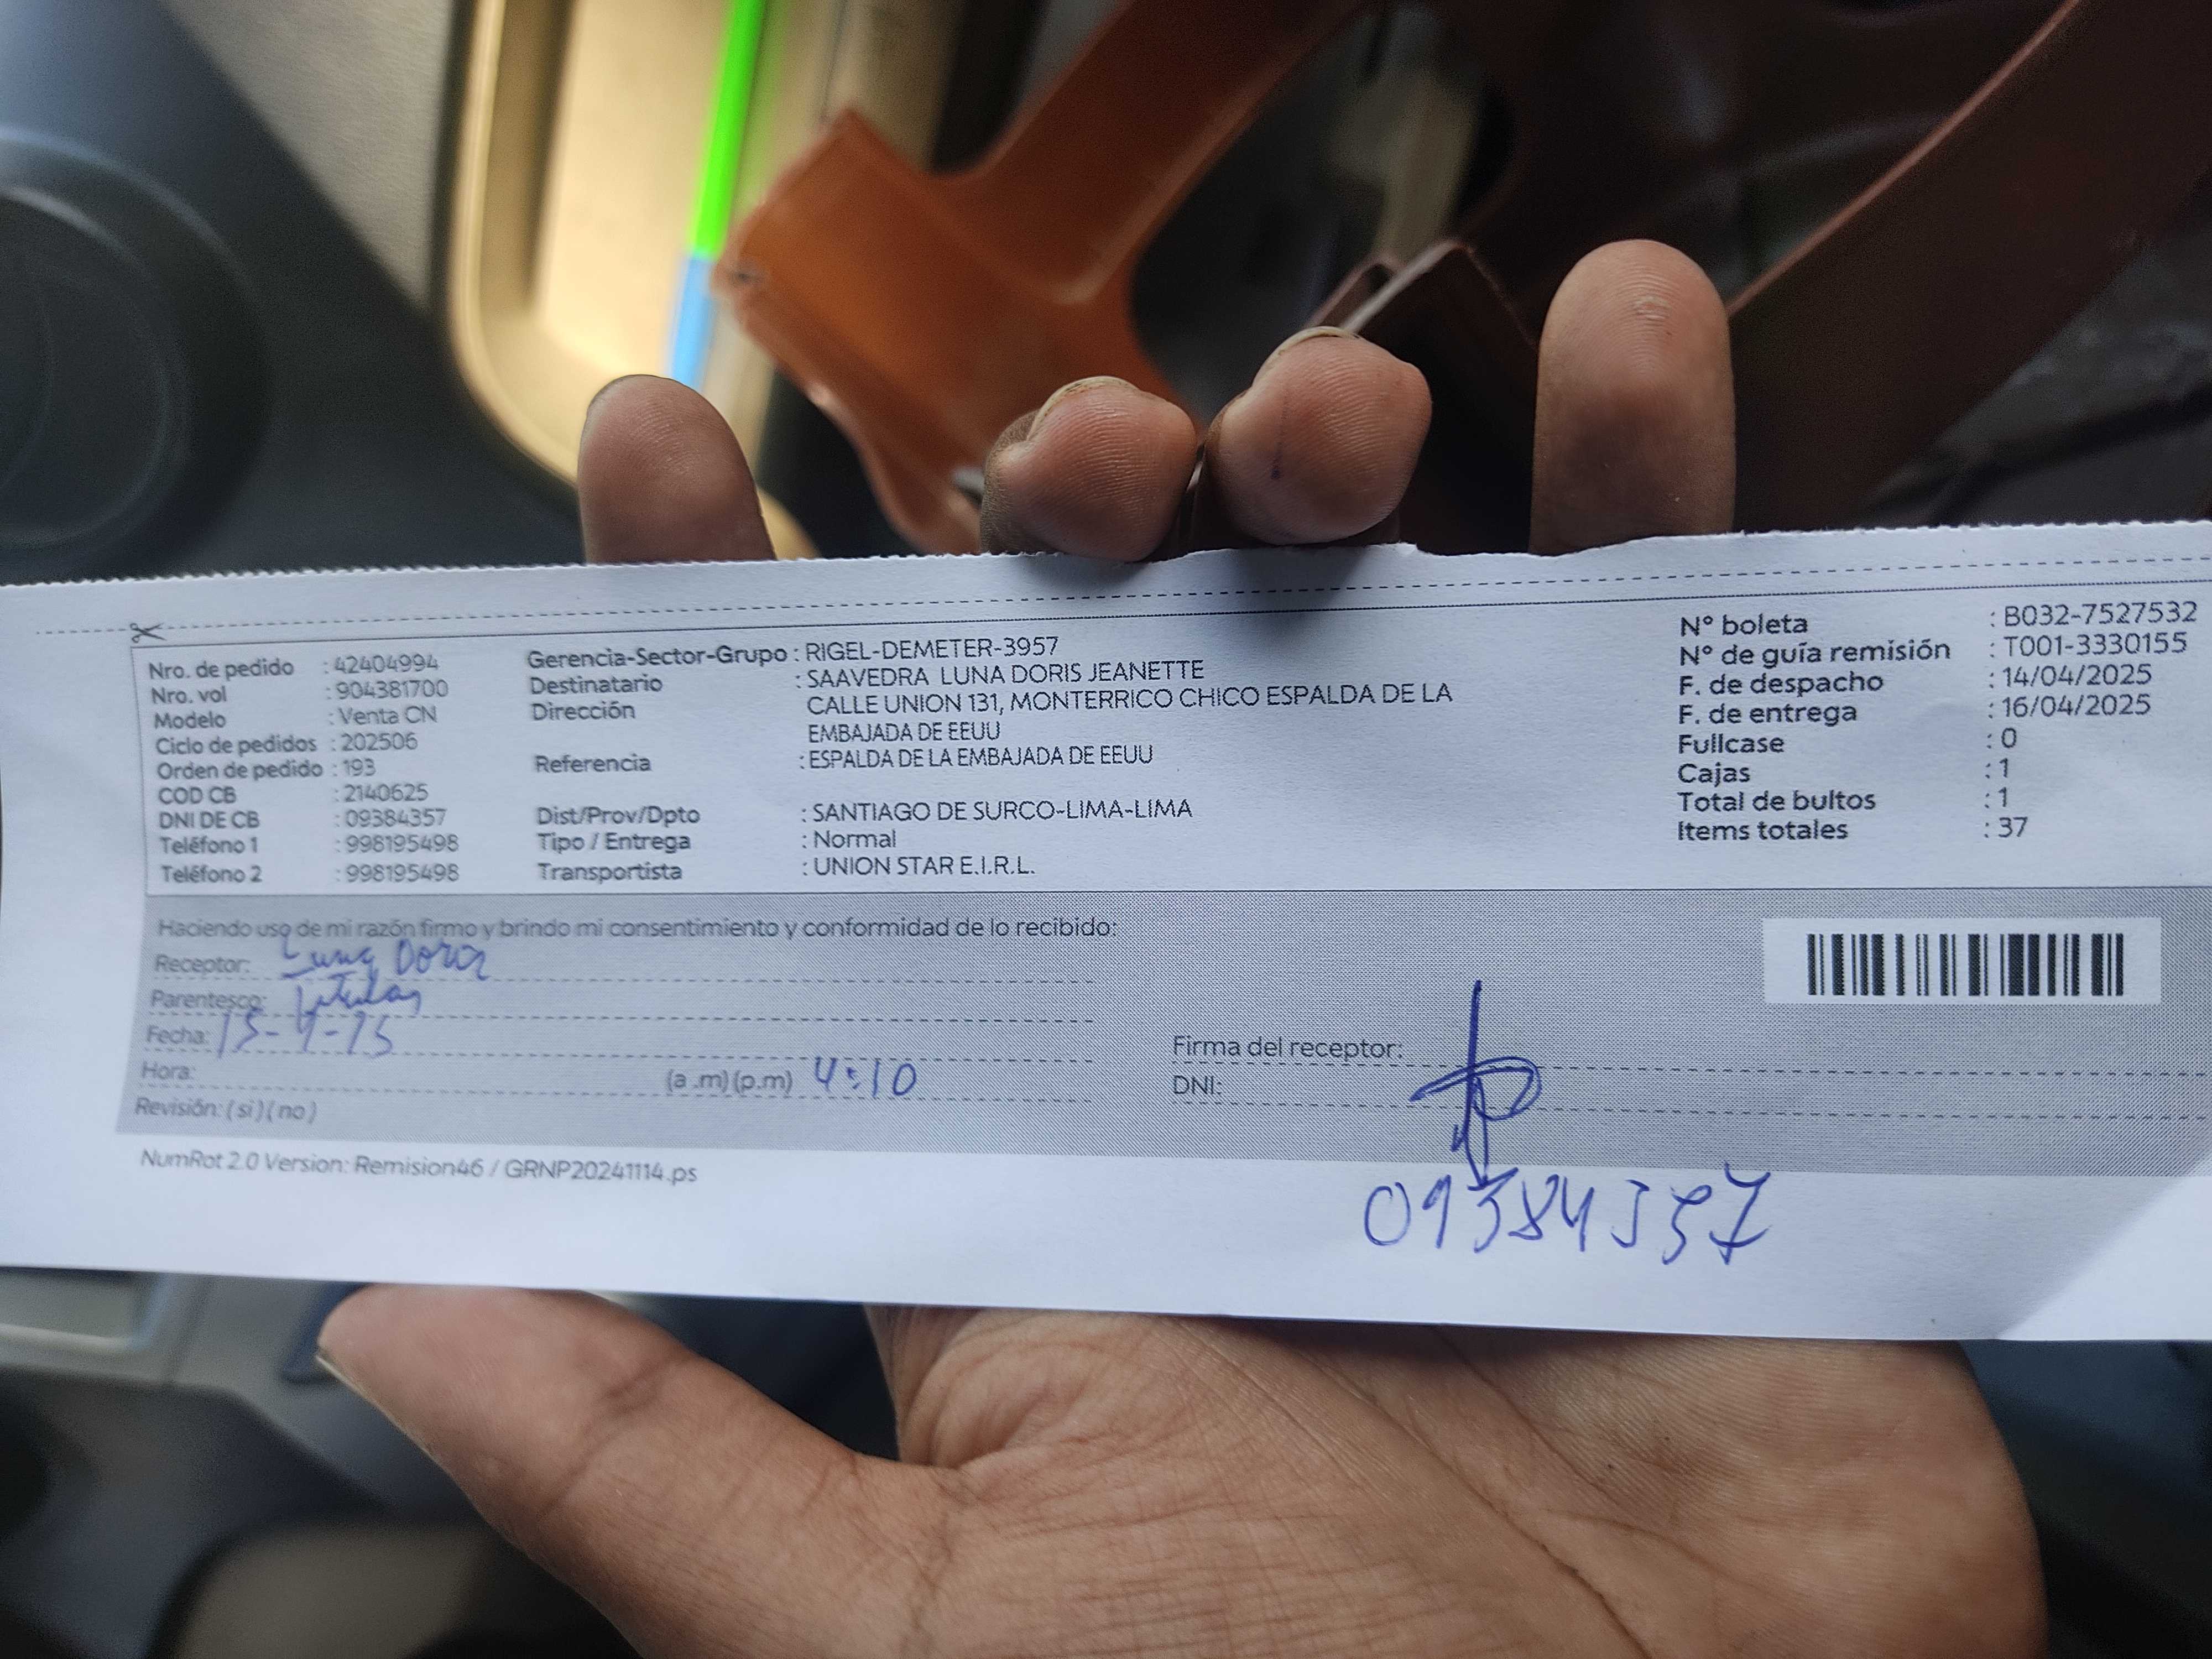 Nro. de pedido : 42404994
Nro. vol : 904381700
Modelo : Venta CN
Ciclo de pedidos : 202506
Orden de pedido : 193
COD CB : 2140625
DNI DE CB : 09384357
Teléfono 1 : 998195498
Teléfono 2 : 998195498
Gerencia-Sector-Grupo : RIGEL-DEMETER-3957
Destinatario : SAAVEDRA LUNA DORIS JEANETTE
Dirección CALLE UNION 131, MONTERRICO CHICO ESPALDA DE LA
EMBAJADA DE EEUU
Referencia : ESPALDA DE LA EMBAJADA DE EEUU
Dist/Prov/Dpto : SANTIAGO DE SURCO-LIMA-LIMA
Tipo / Entrega : Normal
Transportista : UNION STAR E.I.R.L.
N° boleta : B032-7527532
N° de guía remisión : T001-3330155
F. de despacho : 14/04/2025
F. de entrega : 16/04/2025
Fullcase : 0
Cajas : 1
Total de bultos : 1
Items totales : 37
Haciendo uso de mi razón firmo y brindo mi consentimiento y conformidad de lo recibido:
Receptor: Luna Doris
Parentesco: titular
Fecha:
Hora: (a .m) (p.m) 4:10
Revisión: ( si ) ( no )
Firma del receptor:
DNI:
09384357
NumRot 2.0 Version: Remision46 / GRNP20241114.ps